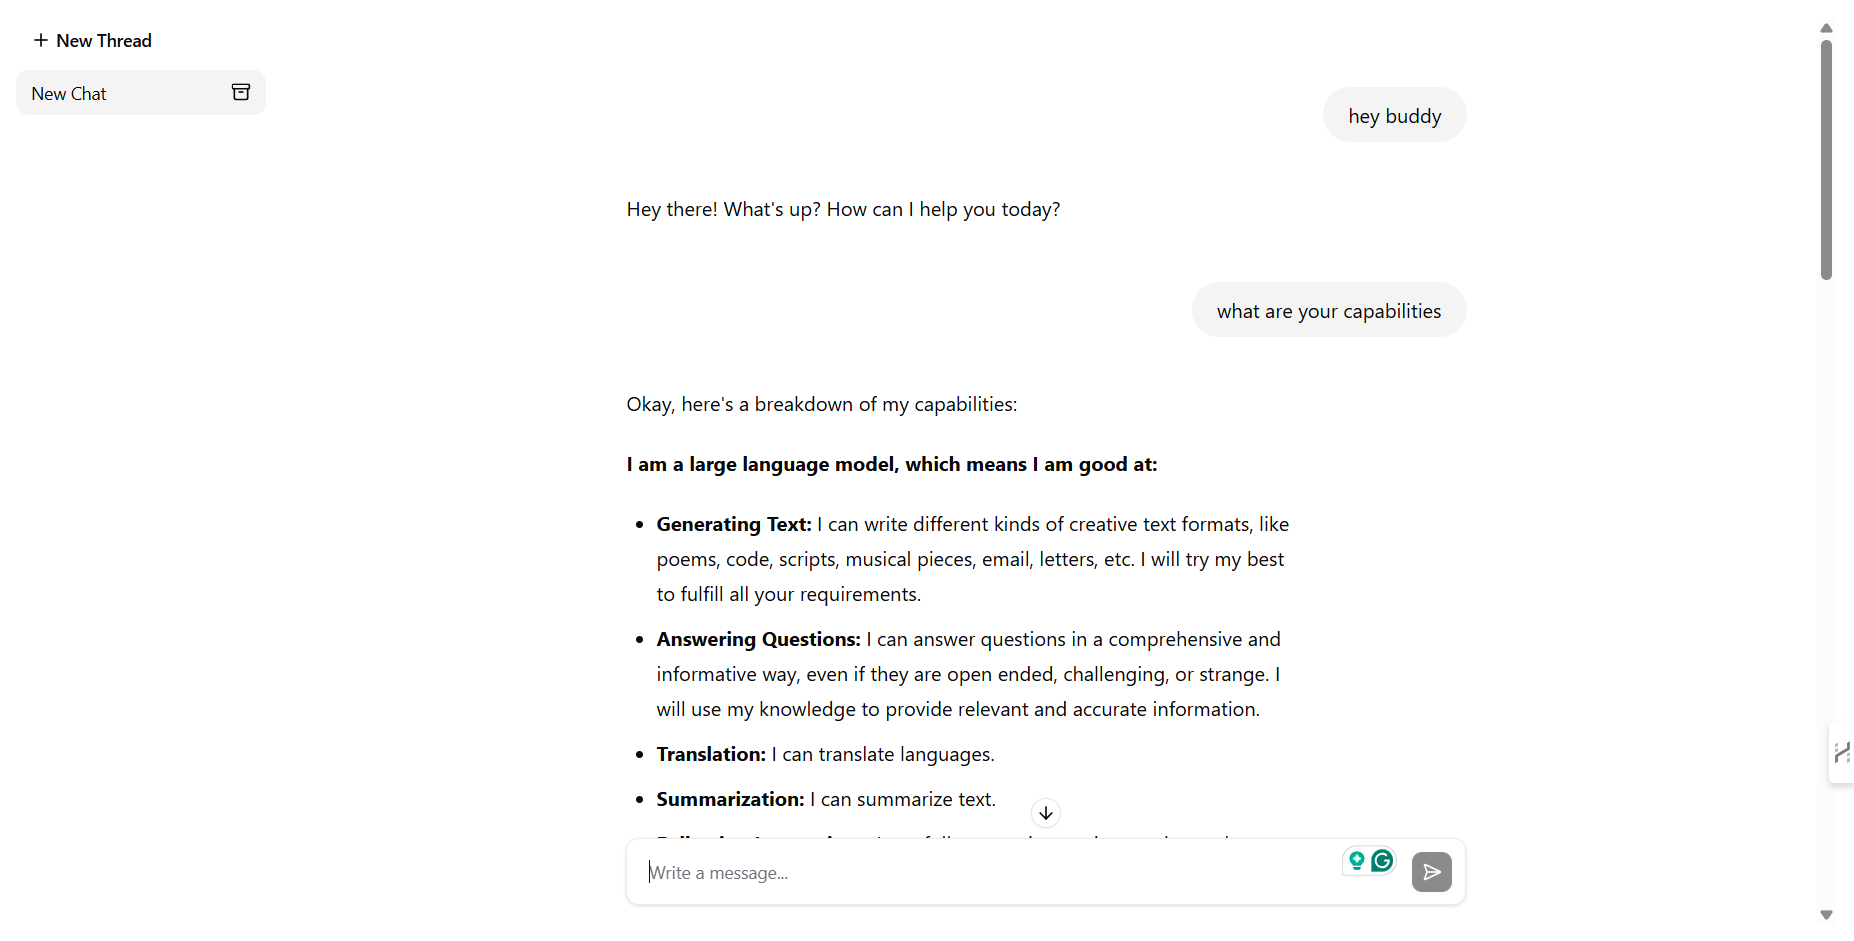 New Thread
New Chat
hey buddy
Hey there! What's up? How can I help you today?
what are your capabilities
Okay, here's a breakdown of my capabilities:
I am a large language model, which means I am good at:
Generating Text: I can write different kinds of creative text formats, like
poems, code, scripts, musical pieces, email, letters, etc. I will try my best
to fulfill all your requirements.
Answering Questions: I can answer questions in a comprehensive and
informative way, even if they are open ended, challenging, or strange. I
will use my knowledge to provide relevant and accurate information.
Translation: I can translate languages.
Summarization: I can summarize text.
Write a message...